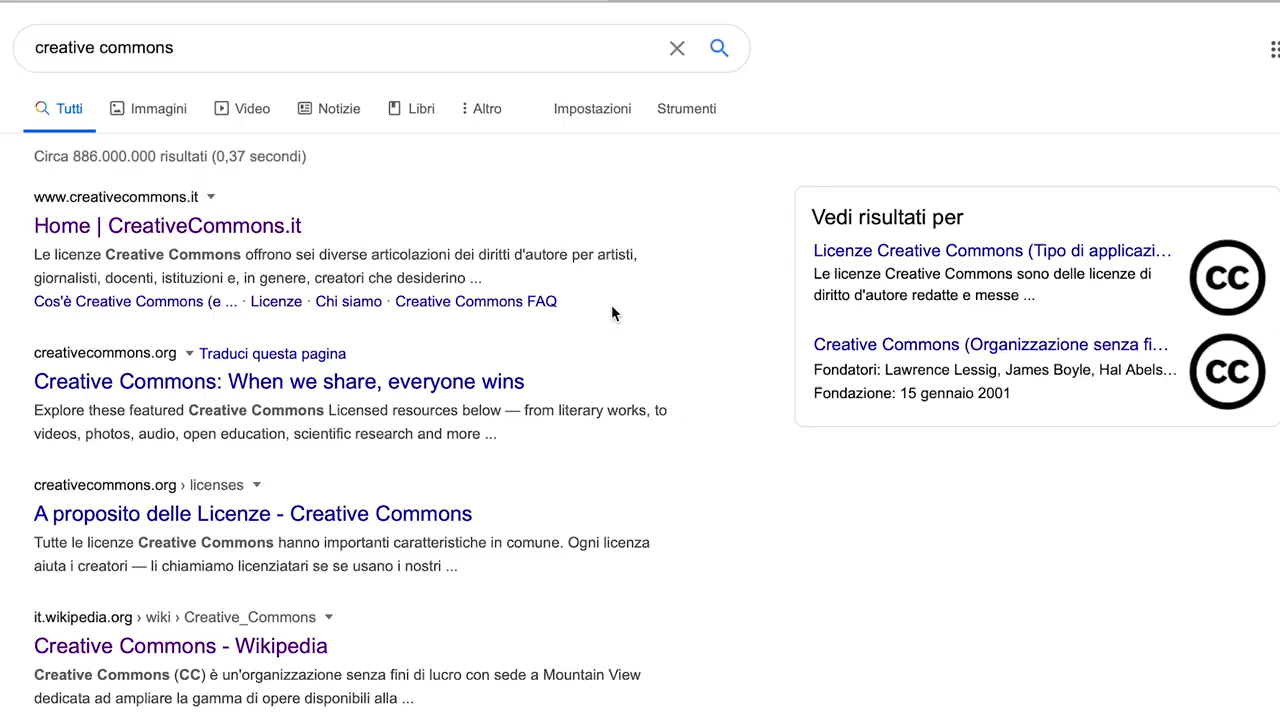 creative commons
Tutti Immagini Video Notizie Libri Altro Impostazioni Strumenti
Circa 886.000.000 risultati (0,37 secondi)
www.creativecommons.it
Home | CreativeCommons.it
Le licenze Creative Commons offrono sei diverse articolazioni dei diritti d'autore per artisti,
giornalisti, docenti, istituzioni e, in genere, creatori che desiderino ...
Cos'è Creative Commons (e ... · Licenze · Chi siamo · Creative Commons FAQ
creativecommons.org Traduci questa pagina
Creative Commons: When we share, everyone wins
Explore these featured Creative Commons Licensed resources below — from literary works, to
videos, photos, audio, open education, scientific research and more ...
creativecommons.org › licenses
A proposito delle Licenze - Creative Commons
Tutte le licenze Creative Commons hanno importanti caratteristiche in comune. Ogni licenza
aiuta i creatori — li chiamiamo licenziatari se se usano i nostri ...
it.wikipedia.org › wiki › Creative_Commons
Creative Commons - Wikipedia
Creative Commons (CC) è un'organizzazione senza fini di lucro con sede a Mountain View
dedicata ad ampliare la gamma di opere disponibili alla ...
Vedi risultati per
Licenze Creative Commons (Tipo di applicazi...
Le licenze Creative Commons sono delle licenze di
diritto d'autore redatte e messe ...
cc
Creative Commons (Organizzazione senza fi...
Fondatori: Lawrence Lessig, James Boyle, Hal Abels...
Fondazione: 15 gennaio 2001
cc